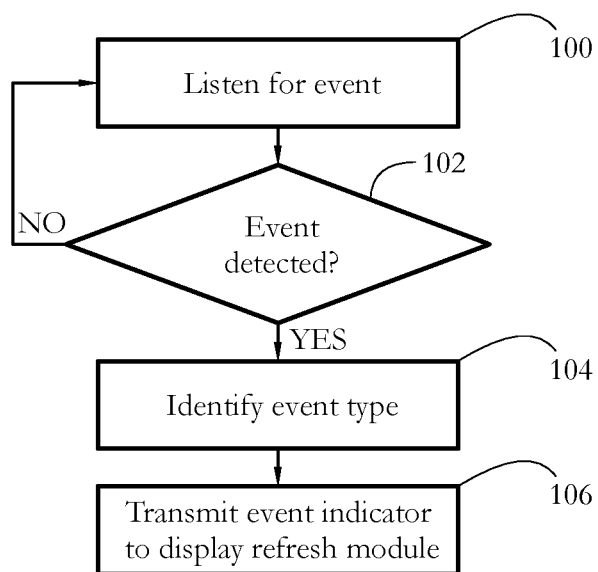 100
Listen for event
102
Event
detected?
NO
YES
104
Identify event type
106
Transmit event indicator
to display refresh module